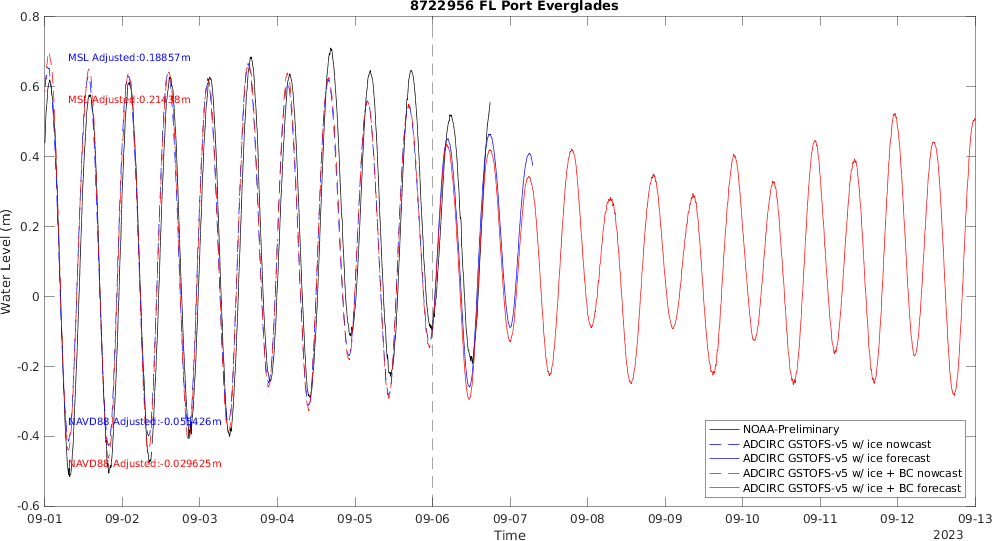 8722956 FL Port Everglades
0.8
0.6
0.4
0.2
0
-0.2
-0.4
-0.6
Water Level (m)
MSL Adjusted:0.18857m
MSL Adjusted:0.21438m
NAVD88 Adjusted:-0.055426m
NAVD88 Adjusted:-0.029625m
NOAA-Preliminary
ADCIRC GSTOFS-v5 w/ ice nowcast
ADCIRC GSTOFS-v5 w/ ice forecast
ADCIRC GSTOFS-v5 w/ ice + BC nowcast
ADCIRC GSTOFS-v5 w/ ice + BC forecast
09-01 09-02 09-03 09-04 09-05 09-06 09-07 09-08 09-09 09-10 09-11 09-12 09-13
Time
2023